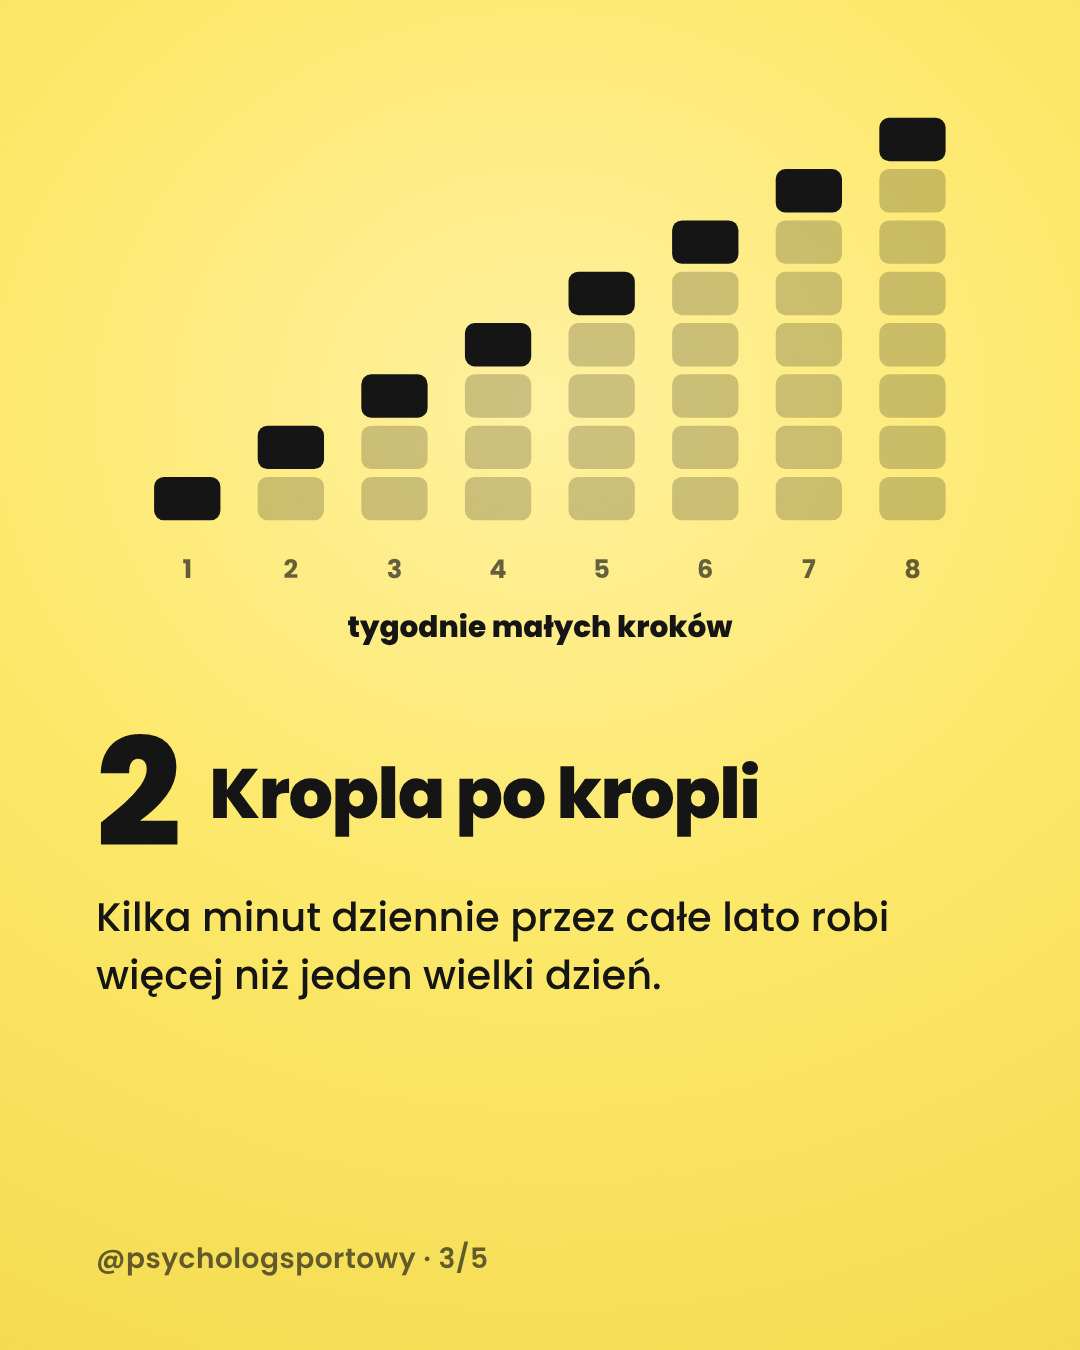 1 2 3 4 5 6 7 8
tygodnie małych kroków
2 Kropla po kropli
Kilka minut dziennie przez całe lato robi
więcej niż jeden wielki dzień.
@psychologsportowy · 3/5